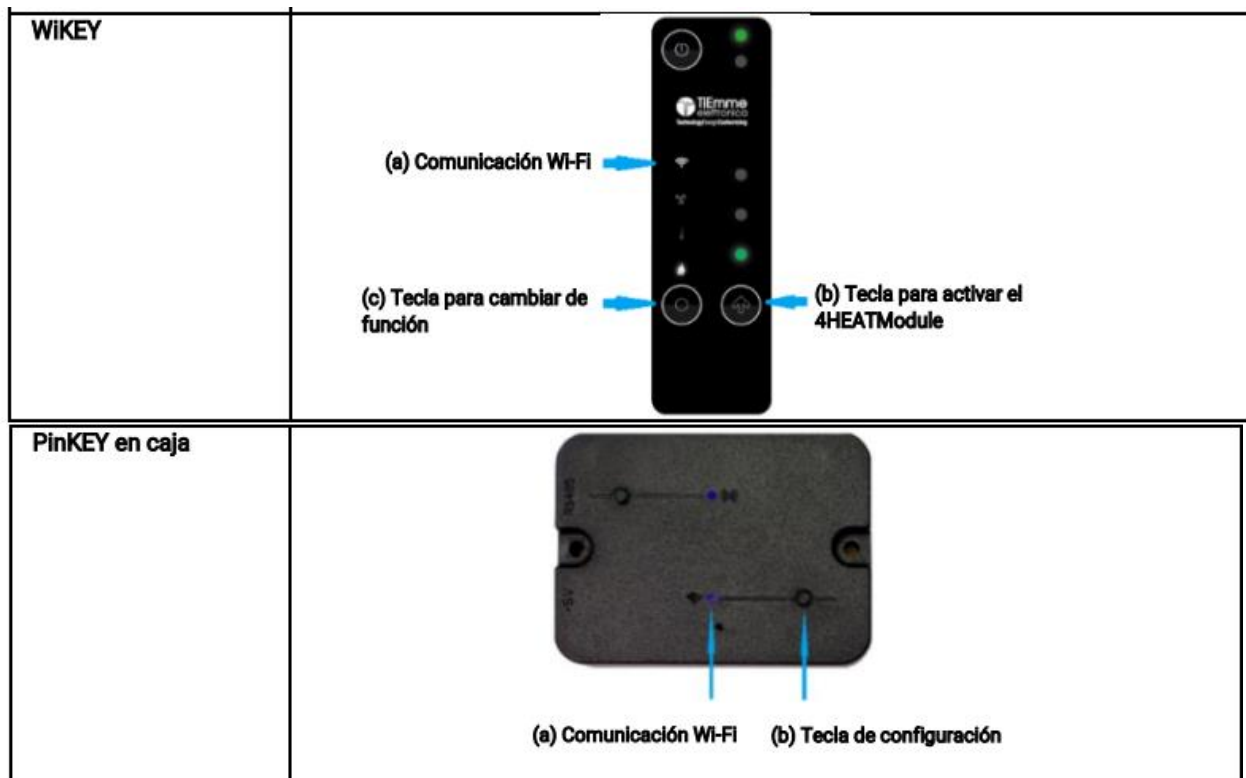 WiKEY
TiEmme
elettronica
(a) Comunicación Wi-Fi
(c) Tecla para cambiar de
función
(b) Tecla para activar el
4HEATModule
PinKEY en caja
RS485
(a) Comunicación Wi-Fi
(b) Tecla de configuración